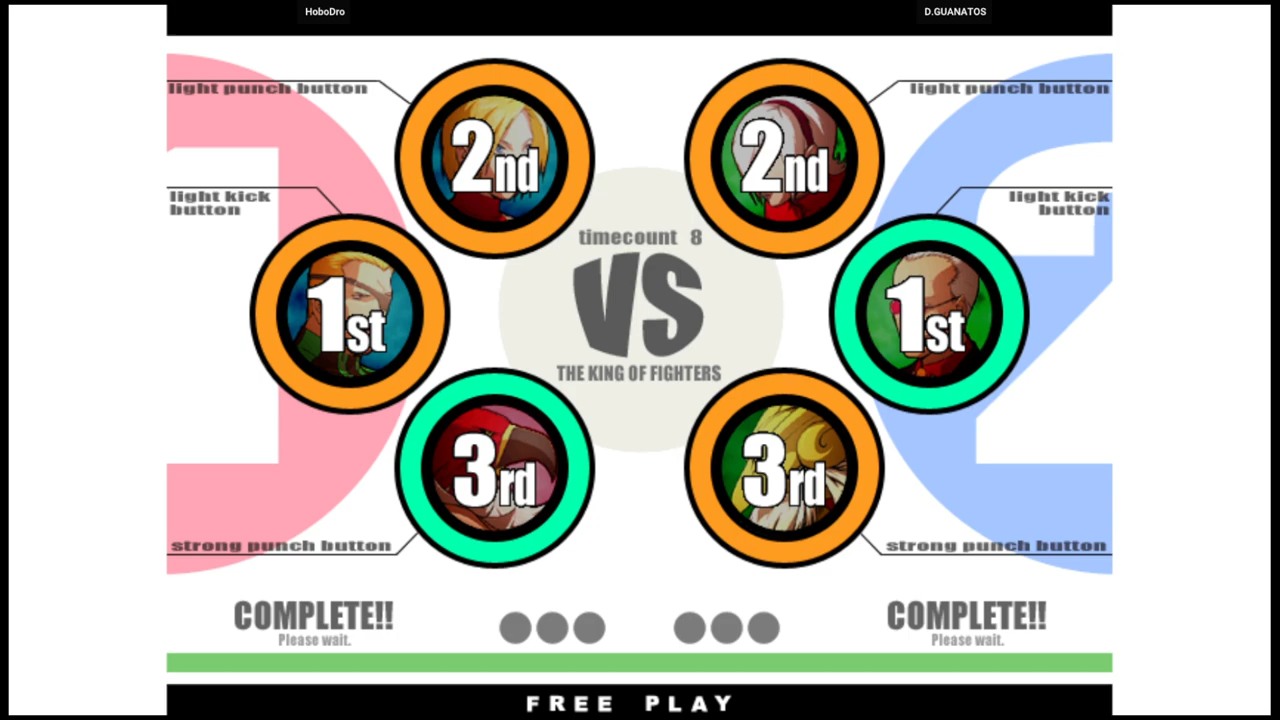 HoboDro
D.GUANATOS
light punch button
light punch button
2nd
2nd
light kick
button
light kick
button
timecount 8
1
2
VS
1st
1st
THE KING OF FIGHTERS
3rd
3rd
strong punch button
strong punch button
COMPLETE!!
Please wait.
COMPLETE!!
Please wait.
FREE PLAY